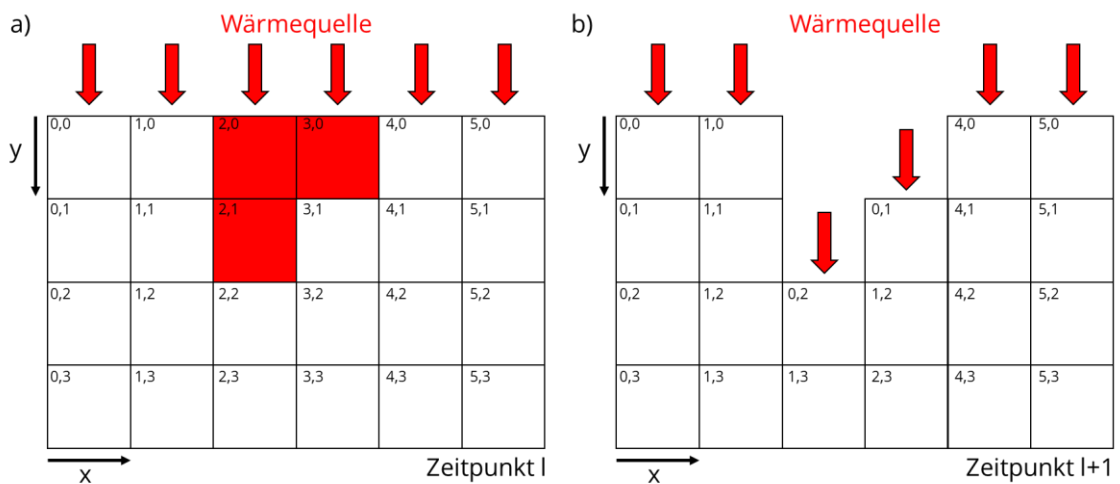 a) Wärmequelle
0,0 1,0 2,0 3,0 4,0 5,0
y
0,1 1,1 2,1 3,1 4,1 5,1
0,2 1,2 2,2 3,2 4,2 5,2
0,3 1,3 2,3 3,3 4,3 5,3
x Zeitpunkt l
b) Wärmequelle
0,0 1,0 4,0 5,0
y
0,1 1,1 0,1 4,1 5,1
0,2 1,2 0,2 1,2 4,2 5,2
0,3 1,3 1,3 2,3 4,3 5,3
x Zeitpunkt l+1